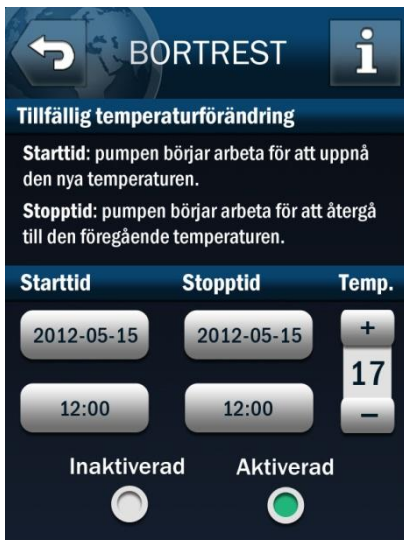 BORTREST
i
Tillfällig temperaturförändring
Starttid: pumpen börjar arbeta för att uppnå
den nya temperaturen.
Stopptid: pumpen börjar arbeta för att återgå
till den föregående temperaturen.
Starttid Stopptid Temp.
2012-05-15 2012-05-15 +
17
12:00 12:00 −
Inaktiverad Aktiverad